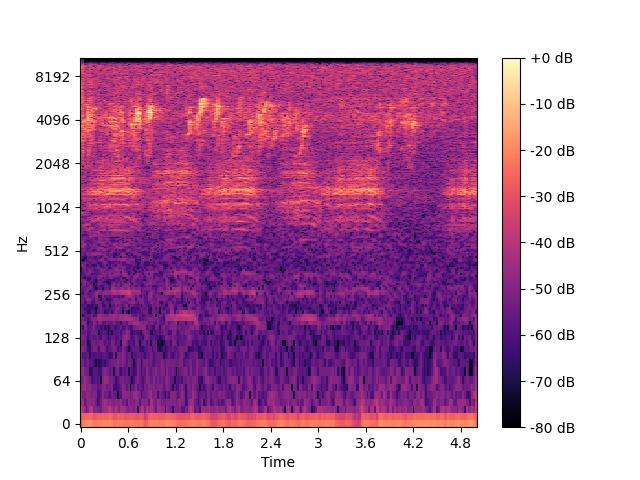 8192
4096
2048
1024
512
256
128
64
0
Hz
0 0.6 1.2 1.8 2.4 3 3.6 4.2 4.8
Time
+0 dB
-10 dB
-20 dB
-30 dB
-40 dB
-50 dB
-60 dB
-70 dB
-80 dB